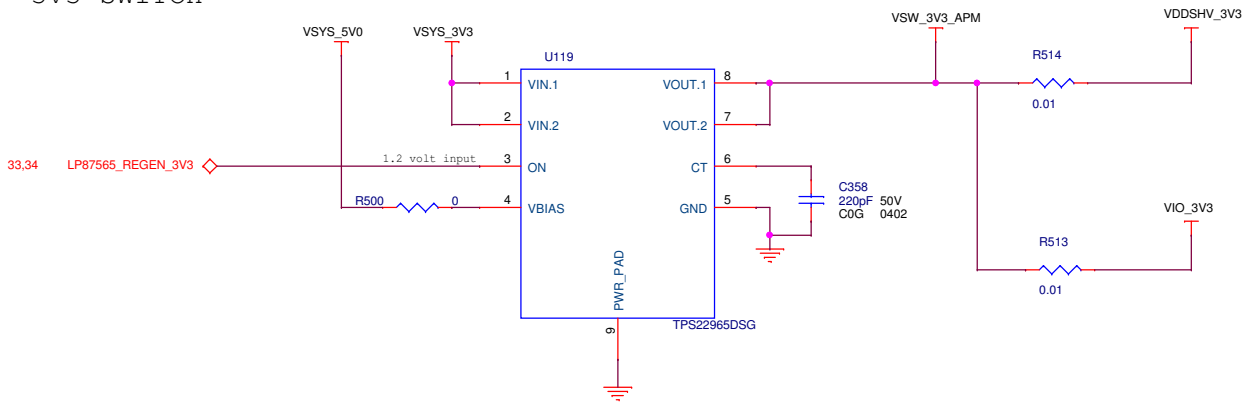 VSYS_5V0
VSYS_3V3
VSW_3V3_APM
VDDSHV_3V3
U119
R514
0.01
1
VIN.1
VOUT.1
8
2
VIN.2
VOUT.2
7
33,34
LP87565_REGEN_3V3
1.2 volt input
3
ON
CT
6
R500
0
4
VBIAS
GND
5
C358
220pF 50V
C0G 0402
VIO_3V3
R513
0.01
PWR_PAD
9
TPS22965DSG